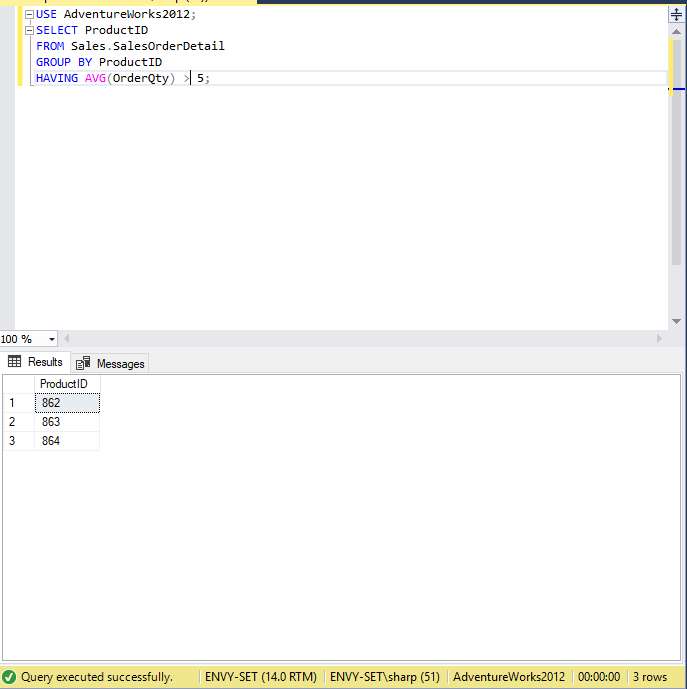 USE AdventureWorks2012;
SELECT ProductID
FROM Sales.SalesOrderDetail
GROUP BY ProductID
HAVING AVG(OrderQty) > 5;
100 %
Results Messages
ProductID
1 862
2 863
3 864
Query executed successfully. ENVY-SET (14.0 RTM) ENVY-SET\sharp (51) AdventureWorks2012 00:00:00 3 rows